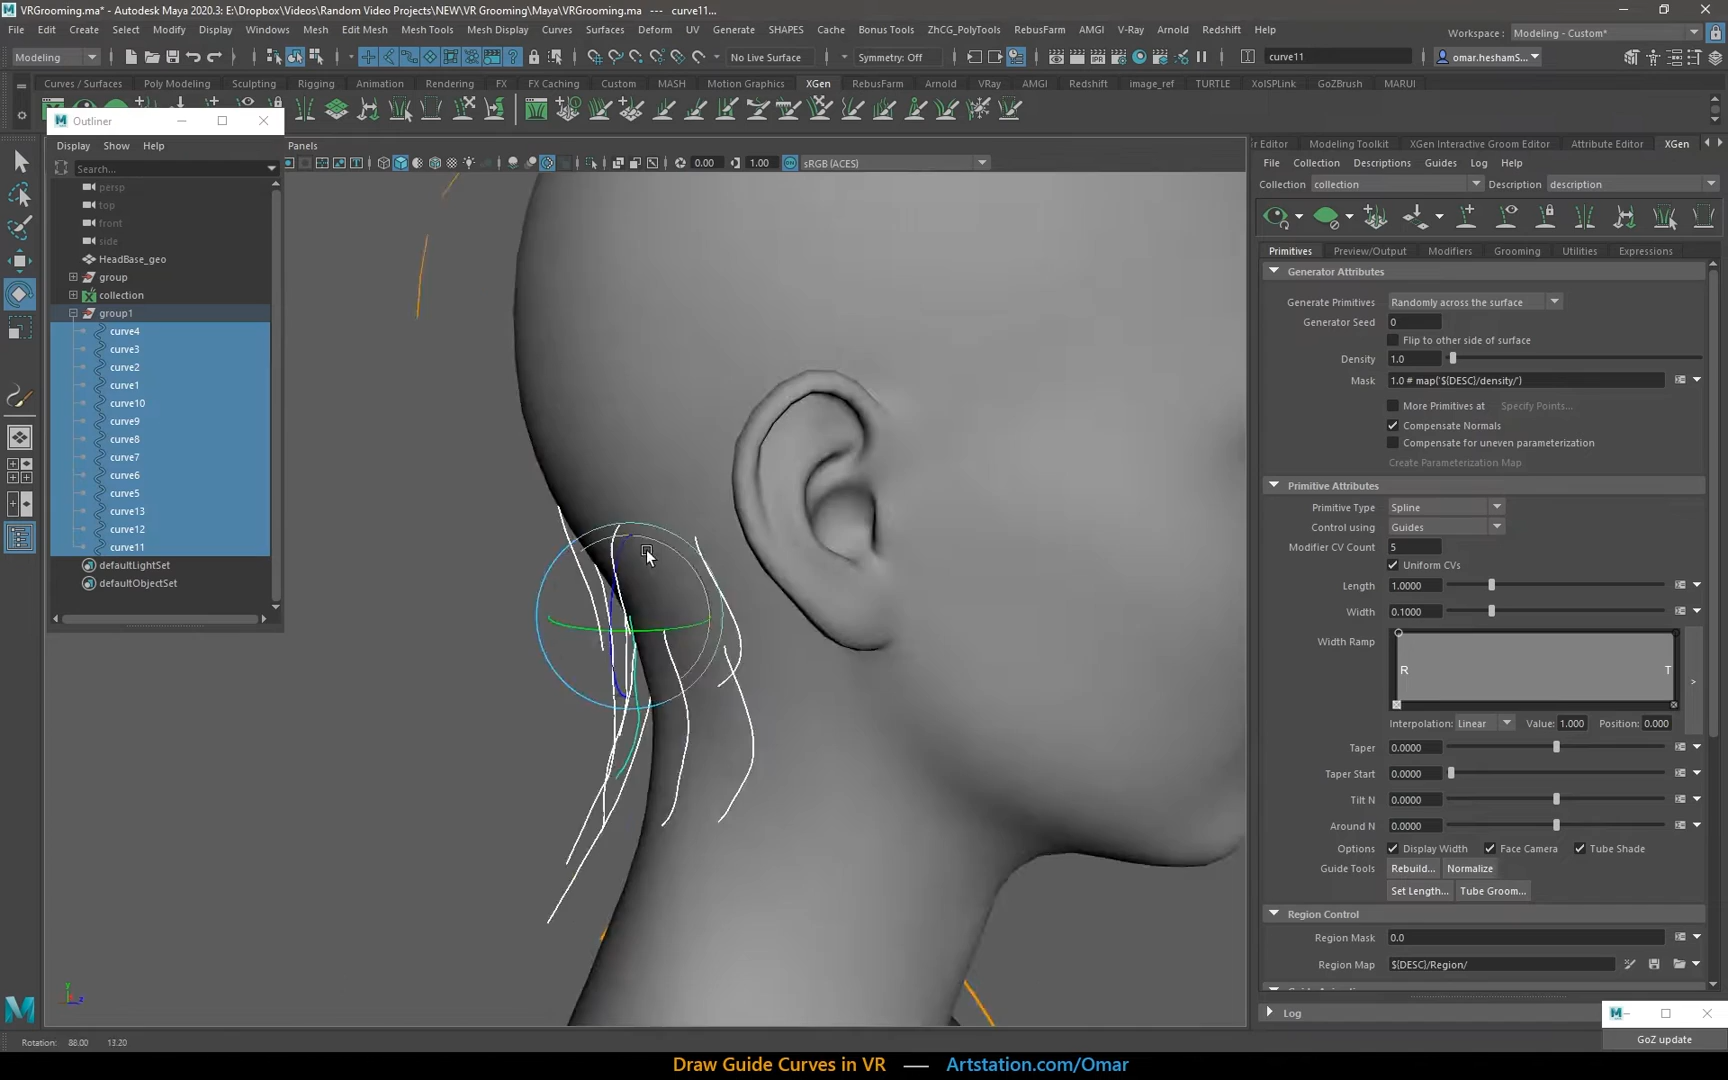 VRGrooming.ma* - Autodesk Maya 2020.3: E:\Dropbox\Videos\Random Video Projects\NEW\VR Grooming\Maya\VRGrooming.ma --- curve11...
File Edit Create Select Modify Display Windows Mesh Edit Mesh Mesh Tools Mesh Display Curves Surfaces Deform UV Generate SHAPES Cache Bonus Tools ZhCG_PolyTools RebusFarm AMGI V-Ray Arnold Redshift Help
Workspace: Modeling - Custom*
Modeling No Live Surface Symmetry: Off curve11 omar.heshamS...
Curves / Surfaces Poly Modeling Sculpting Rigging Animation Rendering FX FX Caching Custom MASH Motion Graphics XGen RebusFarm Arnold VRay AMGI Redshift image_ref TURTLE XolSPLink GoZBrush MARUI
Outliner
Display Show Help
Search...
persp
top
front
side
HeadBase_geo
group
collection
group1
curve4
curve3
curve2
curve1
curve10
curve9
curve8
curve7
curve6
curve5
curve13
curve12
curve11
defaultLightSet
defaultObjectSet
Panels
0.00 1.00 sRGB (ACES)
r Editor Modeling Toolkit XGen Interactive Groom Editor Attribute Editor XGen
File Collection Descriptions Guides Log Help
Collection collection Description description
Primitives Preview/Output Modifiers Grooming Utilities Expressions
Generator Attributes
Generate Primitives Randomly across the surface
Generator Seed 0
Flip to other side of surface
Density 1.0
Mask 1.0 # map('${DESC}/density/')
More Primitives at Specify Points...
Compensate Normals
Compensate for uneven parameterization
Create Parameterization Map
Primitive Attributes
Primitive Type Spline
Control using Guides
Modifier CV Count 5
Uniform CVs
Length 1.0000
Width 0.1000
Width Ramp R T
Interpolation: Linear Value: 1.000 Position: 0.000
Taper 0.0000
Taper Start 0.0000
Tilt N 0.0000
Around N 0.0000
Options Display Width Face Camera Tube Shade
Guide Tools Rebuild... Normalize
Set Length... Tube Groom...
Region Control
Region Mask 0.0
Region Map ${DESC}/Region/
Log
GoZ update
y z
Rotation: 88.00 13.20
Draw Guide Curves in VR — Artstation.com/Omar